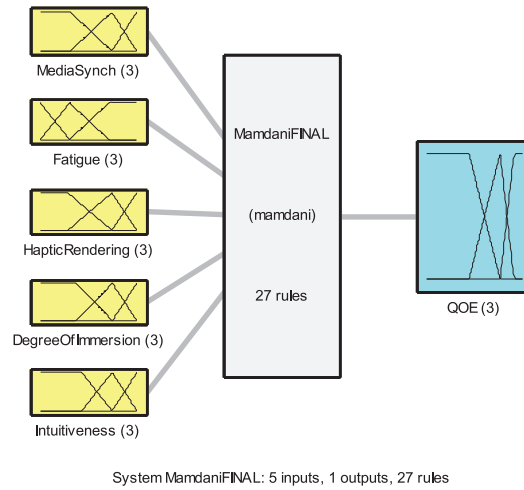 MediaSynch (3)
Fatigue (3)
HapticRendering (3)
DegreeOfImmersion (3)
Intuitiveness (3)
MamdaniFINAL
(mamdani)
27 rules
QOE (3)
System MamdaniFINAL: 5 inputs, 1 outputs, 27 rules